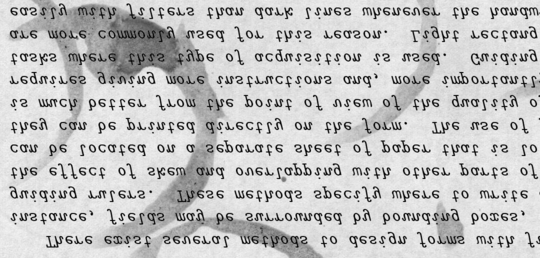 There exist several methods to design forms with fi
instance, fields may be surrounded by bounding boxes,
guiding rulers. These methods specify where to write
the effect of skew and overlapping with other parts of
can be located on a separate sheet of paper that is lo
they can be printed directly on the form. The use of
is much better from the point of view of the quality o
requires giving more instructions and, more importantl
tasks where this type of acquisition is used. Guiding
are more commonly used for this reason. Light rectang
easily with filters than dark lines whenever the handw